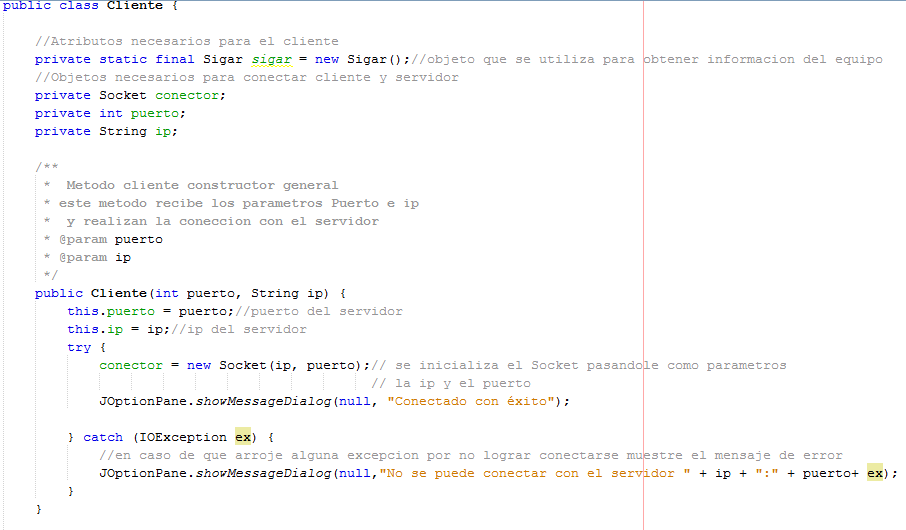 public class Cliente {
//Atributos necesarios para el cliente
private static final Sigar sigar = new Sigar();//objeto que se utiliza para obtener informacion del equipo
//Objetos necesarios para conectar cliente y servidor
private Socket conector;
private int puerto;
private String ip;
/**
*  Metodo cliente constructor general
* este metodo recibe los parametros Puerto e ip
*  y realizan la coneccion con el servidor
* @param puerto
* @param ip
*/
public Cliente(int puerto, String ip) {
this.puerto = puerto;//puerto del servidor
this.ip = ip;//ip del servidor
try {
conector = new Socket(ip, puerto);// se inicializa el Socket pasandole como parametros
// la ip y el puerto
JOptionPane.showMessageDialog(null, "Conectado con éxito");
} catch (IOException ex) {
//en caso de que arroje alguna excepcion por no lograr conectarse muestre el mensaje de error
JOptionPane.showMessageDialog(null,"No se puede conectar con el servidor " + ip + ":" + puerto+ ex);
}
}